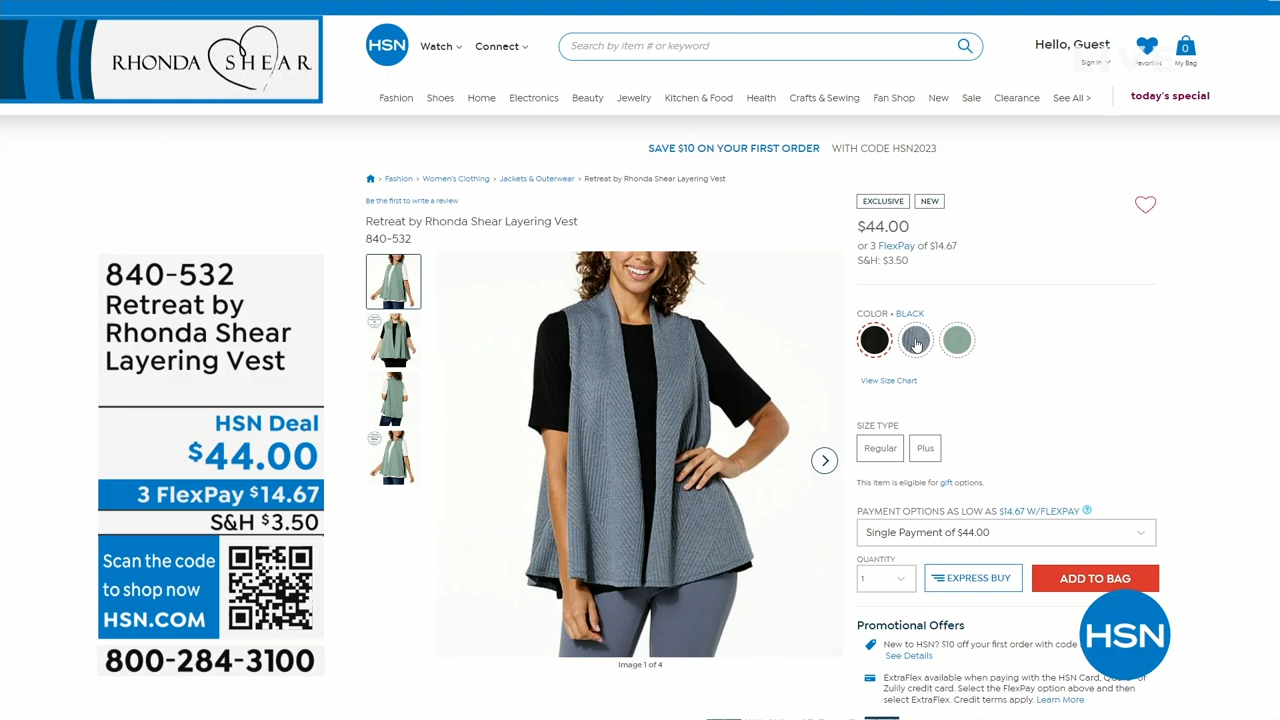 RHONDA SHEAR
HSN
Watch
Connect
Search by item # or keyword
Hello, Guest
Sign In
Favorites
0
My Bag
Fashion
Shoes
Home
Electronics
Beauty
Jewelry
Kitchen & Food
Health
Crafts & Sewing
Fan Shop
New
Sale
Clearance
See All >
today's special
SAVE $10 ON YOUR FIRST ORDER WITH CODE HSN2023
> Fashion > Women's Clothing > Jackets & Outerwear > Retreat by Rhonda Shear Layering Vest
Be the first to write a review
Retreat by Rhonda Shear Layering Vest
840-532
840-532
Retreat by
Rhonda Shear
Layering Vest
HSN Deal
$44.00
3 FlexPay $14.67
S&H $3.50
Scan the code
to shop now
HSN.COM
800-284-3100
Image 1 of 4
EXCLUSIVE
NEW
$44.00
or 3 FlexPay of $14.67
S&H: $3.50
COLOR • BLACK
View Size Chart
SIZE TYPE
Regular
Plus
This item is eligible for gift options.
PAYMENT OPTIONS AS LOW AS $14.67 W/FLEXPAY
Single Payment of $44.00
QUANTITY
1
EXPRESS BUY
ADD TO BAG
Promotional Offers
New to HSN? $10 off your first order with code
See Details
ExtraFlex available when paying with the HSN Card, or
Zulily credit card. Select the FlexPay option above and then
select ExtraFlex. Credit terms apply. Learn More
HSN